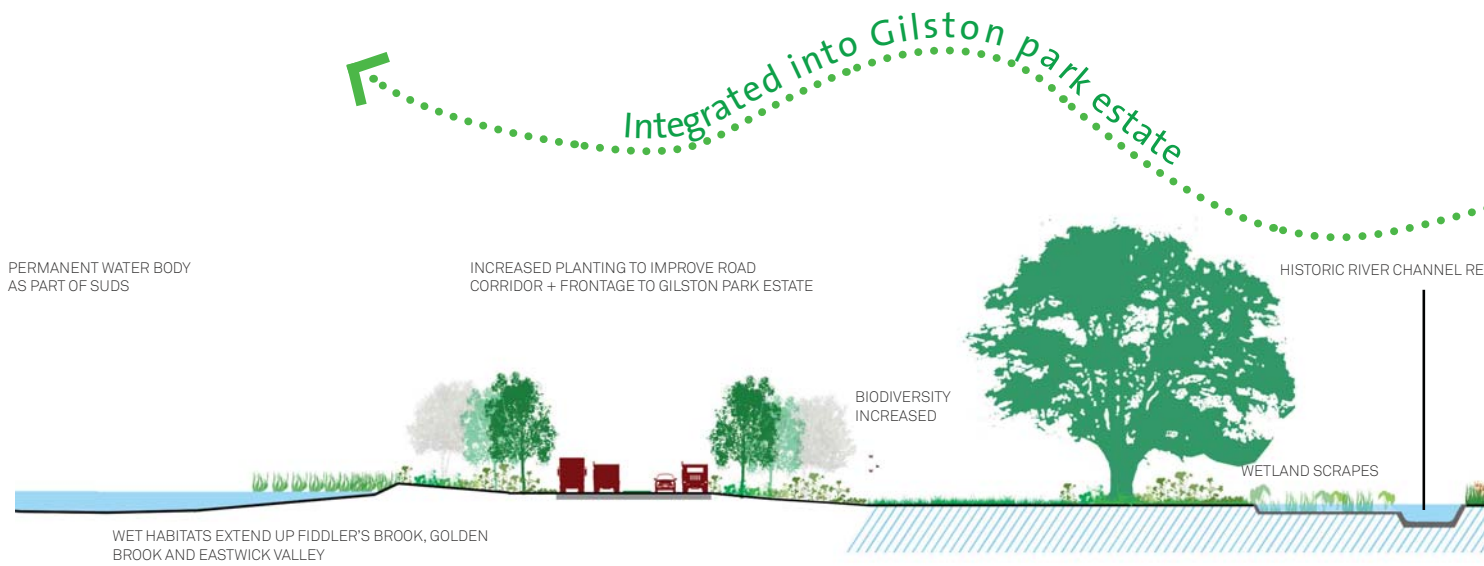 Integrated into Gilston park estate
PERMANENT WATER BODY
AS PART OF SUDS
INCREASED PLANTING TO IMPROVE ROAD
CORRIDOR + FRONTAGE TO GILSTON PARK ESTATE
HISTORIC RIVER CHANNEL RE
BIODIVERSITY
INCREASED
WETLAND SCRAPES
WET HABITATS EXTEND UP FIDDLER'S BROOK, GOLDEN
BROOK AND EASTWICK VALLEY